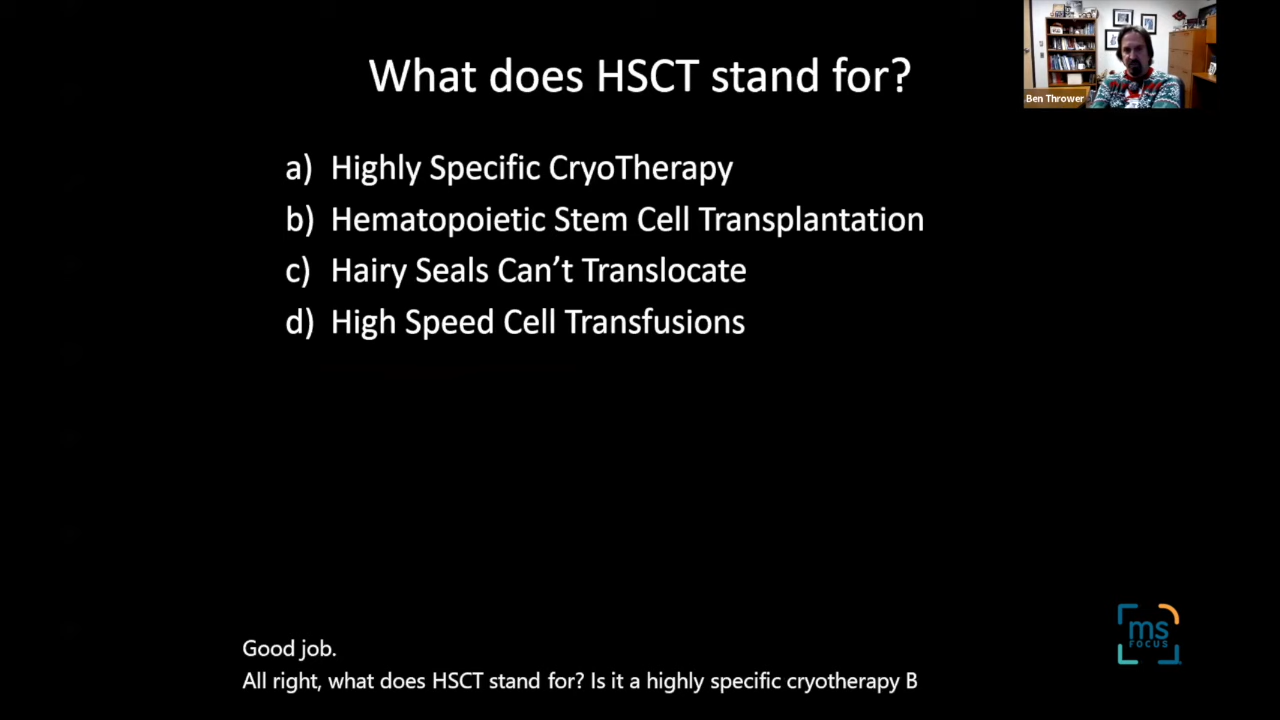 What does HSCT stand for?
Ben Thrower
a) Highly Specific CryoTherapy
b) Hematopoietic Stem Cell Transplantation
c) Hairy Seals Can’t Translocate
d) High Speed Cell Transfusions
ms
FOCUS
Good job.
All right, what does HSCT stand for? Is it a highly specific cryotherapy B